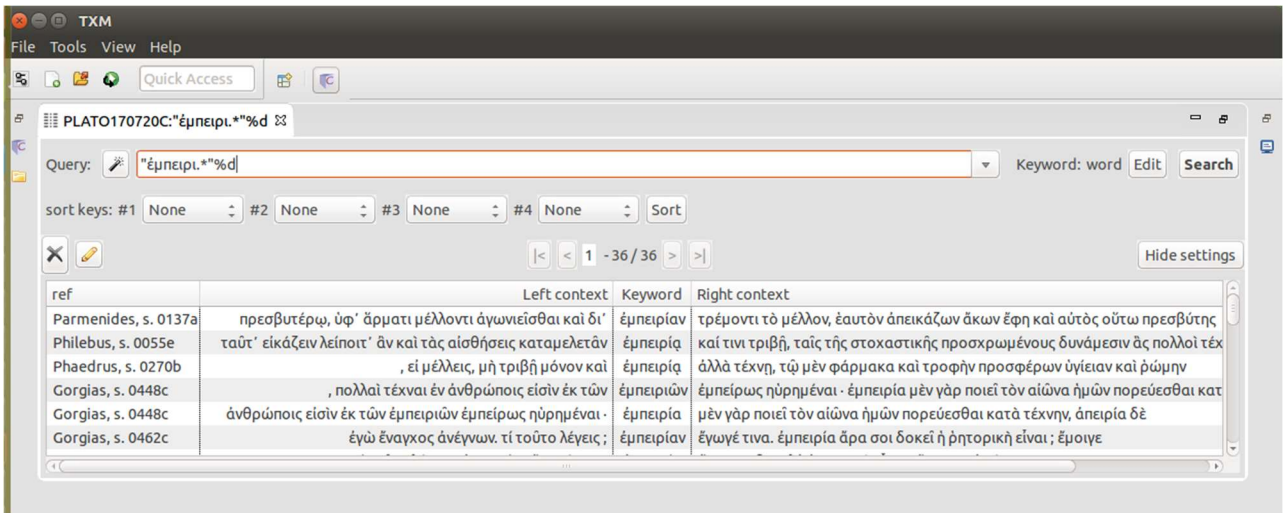 TXM
File Tools View Help
Quick Access
PLATO170720C:"ἐμπειρι.*"%d
Query: "ἐμπειρι.*"%d Keyword: word Edit Search
sort keys: #1 None #2 None #3 None #4 None Sort
|< < 1 - 36 / 36 > >| Hide settings
ref Left context Keyword Right context
Parmenides, s. 0137a πρεσβυτέρῳ, ὑφ᾽ ἅρματι μέλλοντι ἀγωνιεῖσθαι καὶ δι᾽ ἐμπειρίαν τρέμοντι τὸ μέλλον, ἑαυτὸν ἀπεικάζων ἄκων ἔφη καὶ αὐτὸς οὕτω πρεσβύτης
Philebus, s. 0055e ταῦτ᾽ εἰκάζειν λείποιτ᾽ ἂν καὶ τὰς αἰσθήσεις καταμελετᾶν ἐμπειρίᾳ καί τινι τριβῇ, ταῖς τῆς στοχαστικῆς προσχρωμένους δυνάμεσιν ἃς πολλοὶ τέχ
Phaedrus, s. 0270b , εἰ μέλλεις, μὴ τριβῇ μόνον καὶ ἐμπειρίᾳ ἀλλὰ τέχνῃ, τῷ μὲν φάρμακα καὶ τροφὴν προσφέρων ὑγίειαν καὶ ῥώμην
Gorgias, s. 0448c , πολλαὶ τέχναι ἐν ἀνθρώποις εἰσὶν ἐκ τῶν ἐμπειριῶν ἐμπείρως ηὑρημέναι · ἐμπειρία μὲν γὰρ ποιεῖ τὸν αἰῶνα ἡμῶν πορεύεσθαι κατ
Gorgias, s. 0448c ἀνθρώποις εἰσὶν ἐκ τῶν ἐμπειριῶν ἐμπείρως ηὑρημέναι · ἐμπειρία μὲν γὰρ ποιεῖ τὸν αἰῶνα ἡμῶν πορεύεσθαι κατὰ τέχνην, ἀπειρία δὲ
Gorgias, s. 0462c ἐγὼ ἔναγχος ἀνέγνων. τί τοῦτο λέγεις ; ἐμπειρίαν ἔγωγέ τινα. ἐμπειρία ἄρα σοι δοκεῖ ἡ ῥητορικὴ εἶναι ; ἔμοιγε